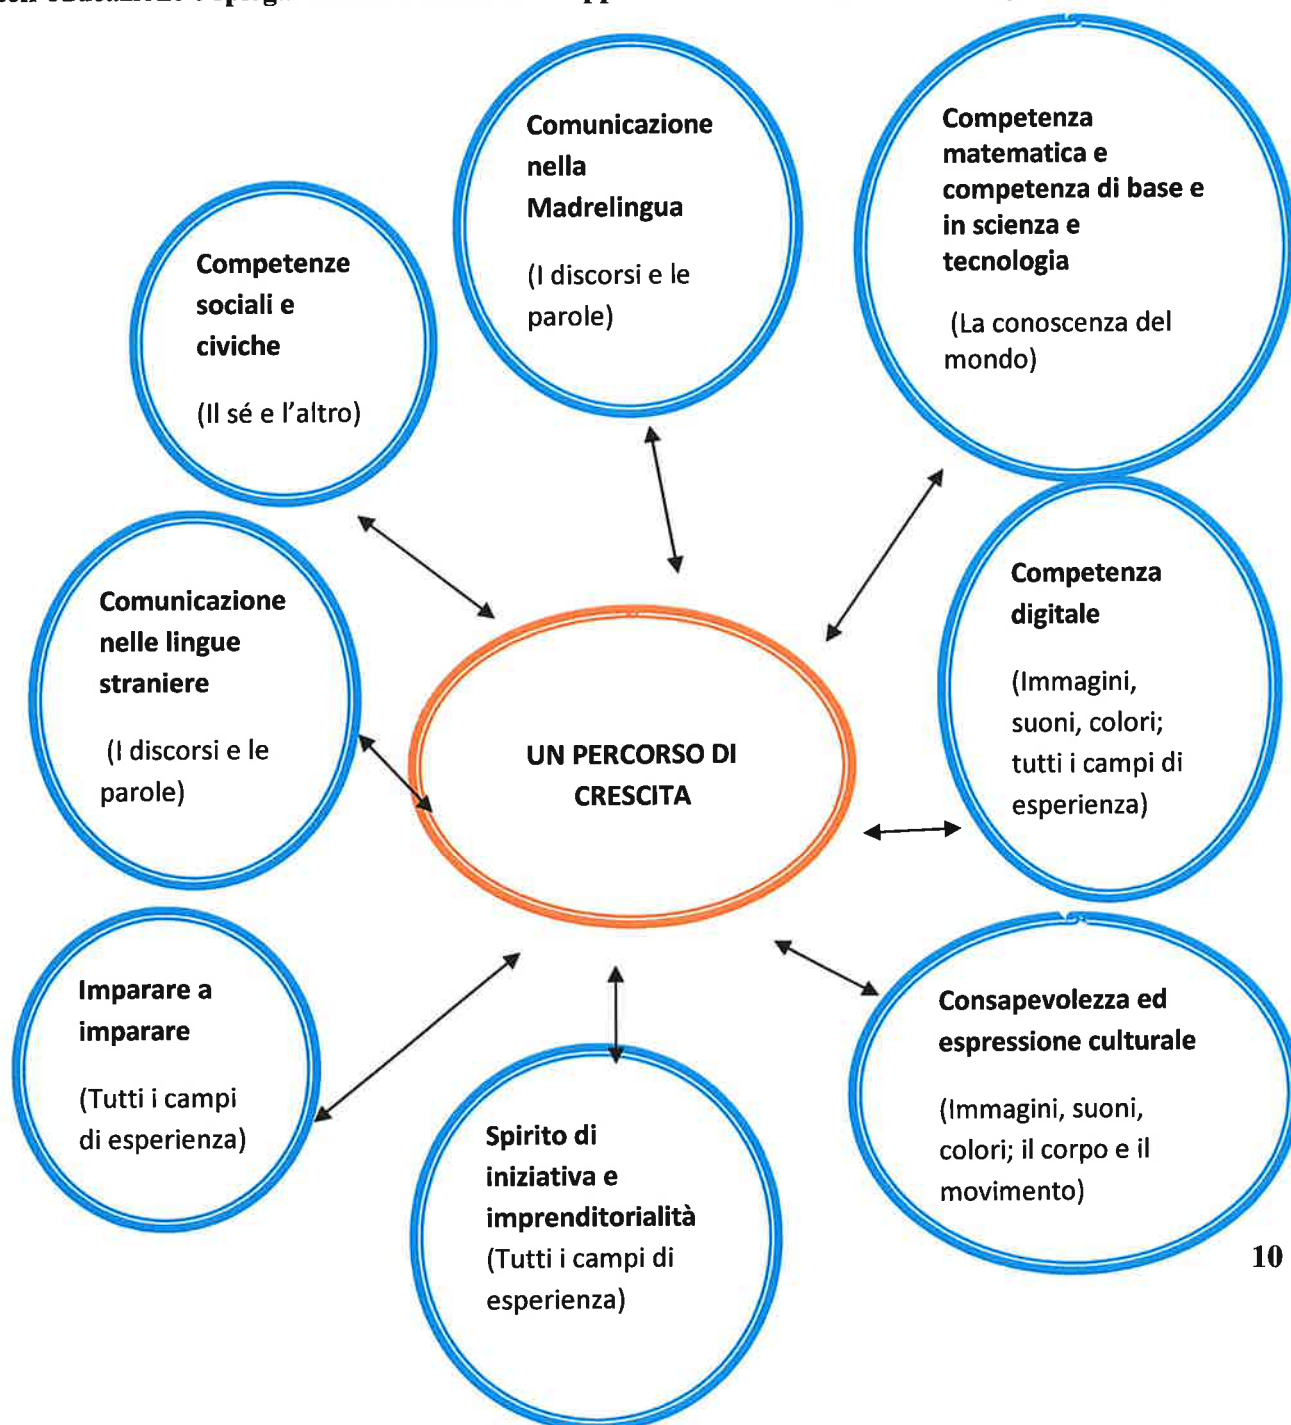 Comunicazione
nella
Madrelingua
(I discorsi e le
parole)
Competenza
matematica e
competenza di base e
in scienza e
tecnologia
(La conoscenza del
mondo)
Competenze
sociali e
civiche
(Il sé e l'altro)
Comunicazione
nelle lingue
straniere
(I discorsi e le
parole)
Competenza
digitale
(Immagini,
suoni, colori;
tutti i campi di
esperienza)
UN PERCORSO DI
CRESCITA
Imparare a
imparare
(Tutti i campi
di esperienza)
Spirito di
iniziativa e
imprenditorialità
(Tutti i campi di
esperienza)
Consapevolezza ed
espressione culturale
(Immagini, suoni,
colori; il corpo e il
movimento)
10